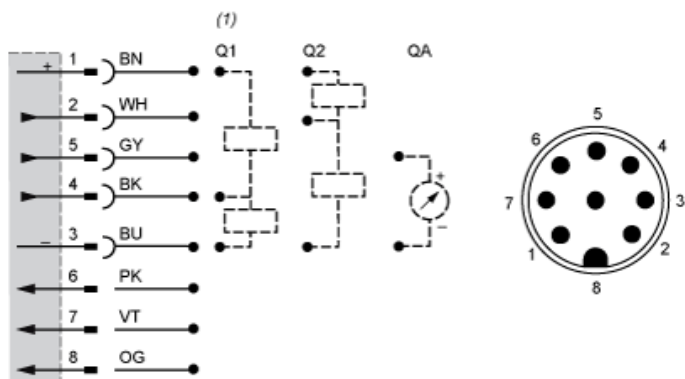 (1)
Q1 Q2 QA
+ 1 BN
2 WH
5 GY
4 BK
- 3 BU
6 PK
7 VT
8 OG
+
-
5
6 4
7 3
1 2
8